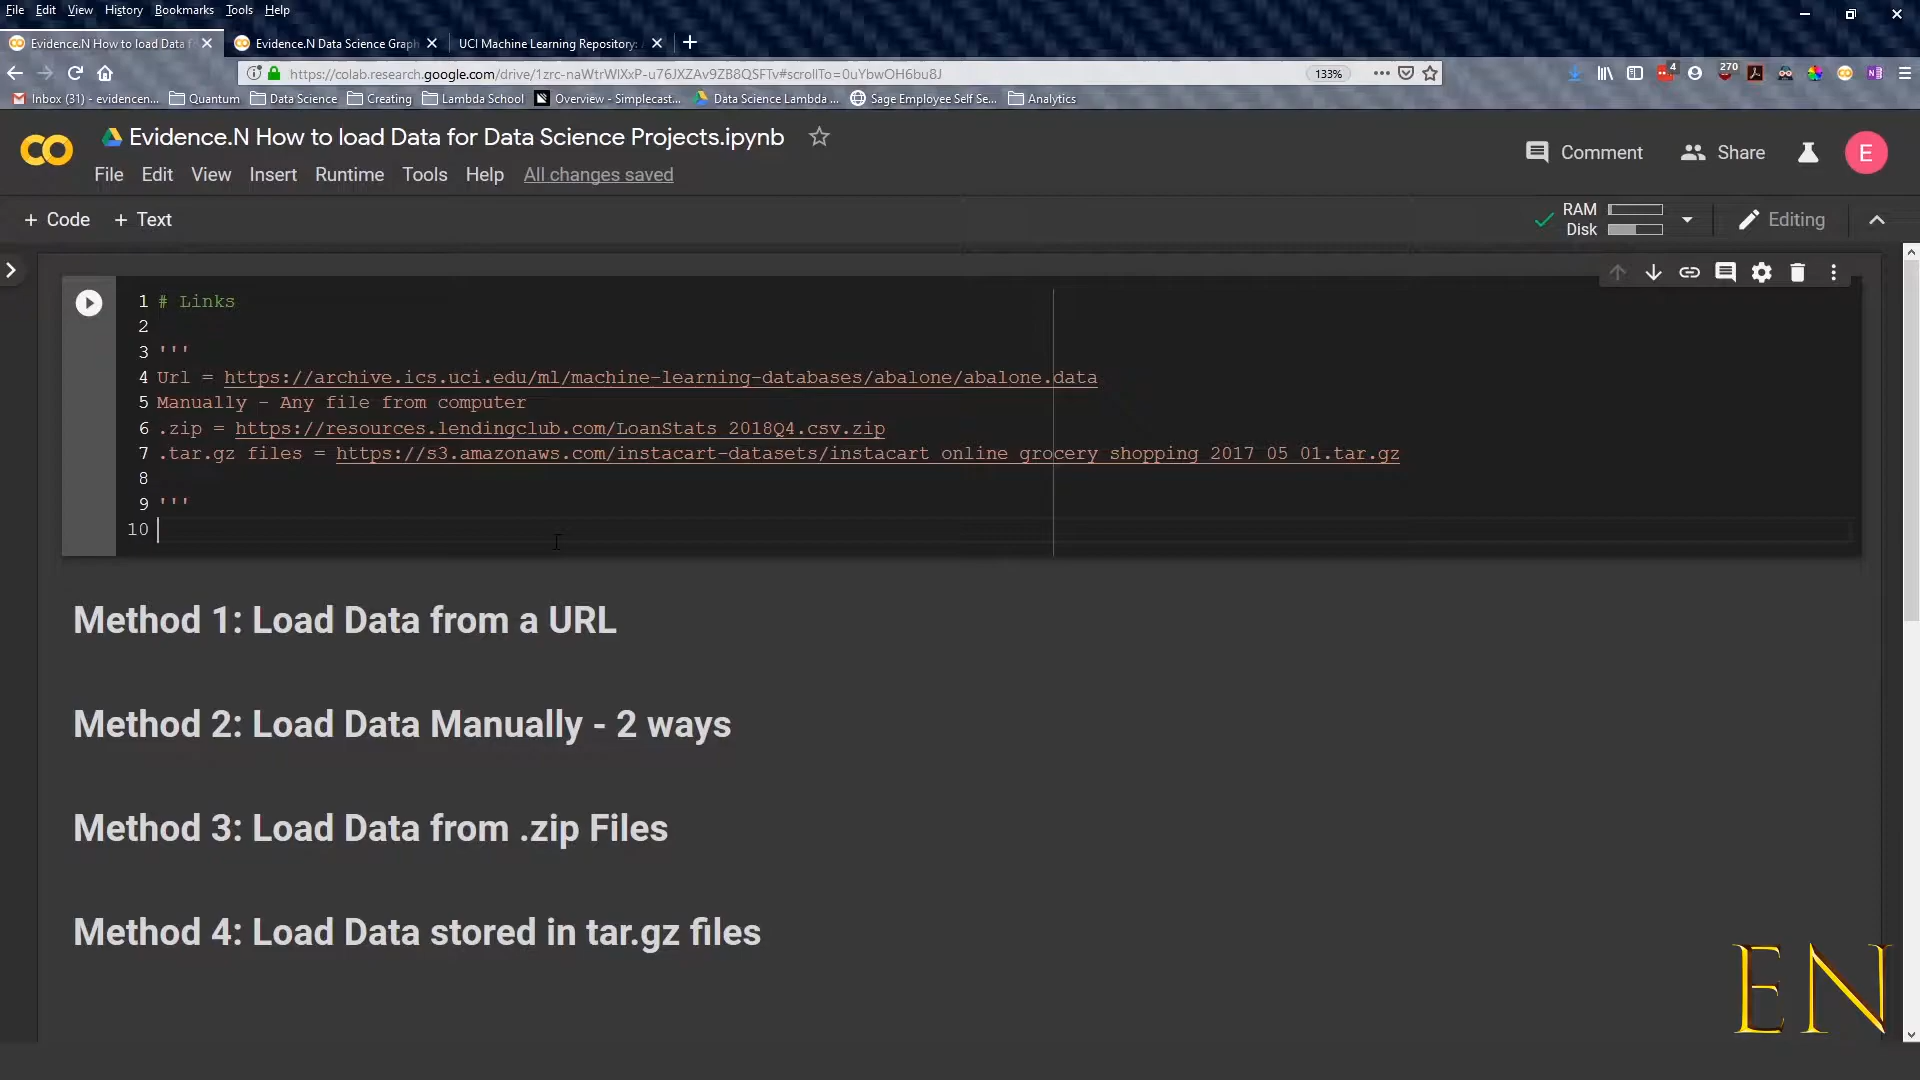 File Edit View History Bookmarks Tools Help
Evidence.N How to load Data f
Evidence.N Data Science Graph
UCI Machine Learning Repository:
https://colab.research.google.com/drive/1zrc-naWtrWlXxP-u76JXZAv9ZB8QSFTv#scrollTo=0uYbwOH6bu8J
133%
4
270
Inbox (31) - evidencen...
Quantum
Data Science
Creating
Lambda School
Overview - Simplecast...
Data Science Lambda ...
Sage Employee Self Se...
Analytics
Evidence.N How to load Data for Data Science Projects.ipynb
Comment
Share
E
File Edit View Insert Runtime Tools Help All changes saved
+ Code + Text
RAM
Disk
Editing
1 # Links
2
3 '''
4 Url = https://archive.ics.uci.edu/ml/machine-learning-databases/abalone/abalone.data
5 Manually - Any file from computer
6 .zip = https://resources.lendingclub.com/LoanStats_2018Q4.csv.zip
7 .tar.gz files = https://s3.amazonaws.com/instacart-datasets/instacart_online_grocery_shopping_2017_05_01.tar.gz
8
9 '''
10
Method 1: Load Data from a URL
Method 2: Load Data Manually - 2 ways
Method 3: Load Data from .zip Files
Method 4: Load Data stored in tar.gz files
EN